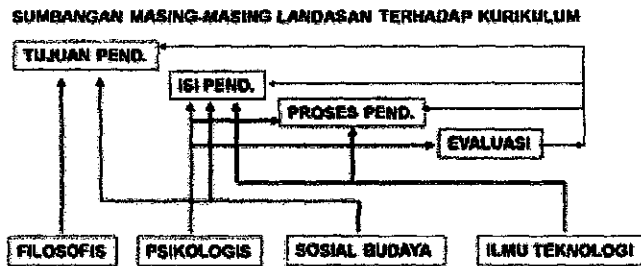 SUMBANGAN MASING-MASING LANDASAN TERHADAP KURIKULUM
TUJUAN PEND.
ISI PEND.
PROSES PEND.
EVALUASI
FILOSOFIS
PSIKOLOGIS
SOSIAL BUDAYA
ILMU TEKNOLOGI